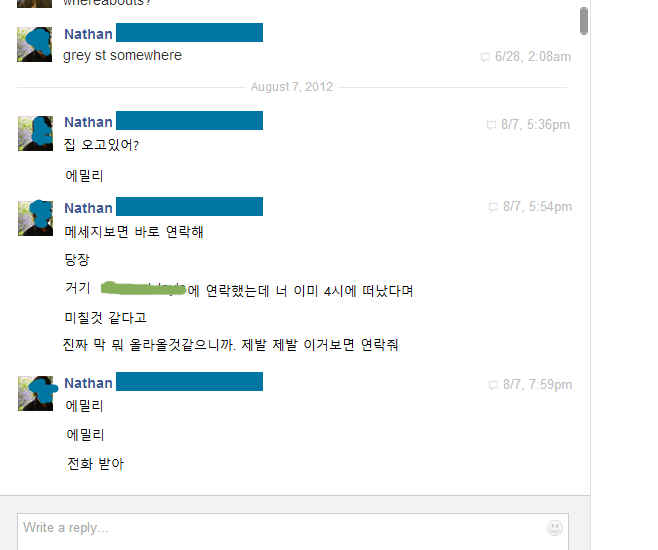 whereabouts?
Nathan
grey st somewhere
6/28, 2:08am
August 7, 2012
Nathan
8/7, 5:36pm
집 오고있어?
에밀리
Nathan
8/7, 5:54pm
메세지보면 바로 연락해
당장
거기 에 연락했는데 너 이미 4시에 떠났다며
미칠것 같다고
진짜 막 뭐 올라올것같으니까. 제발 제발 이거보면 연락줘
Nathan
8/7, 7:59pm
에밀리
에밀리
전화 받아
Write a reply...